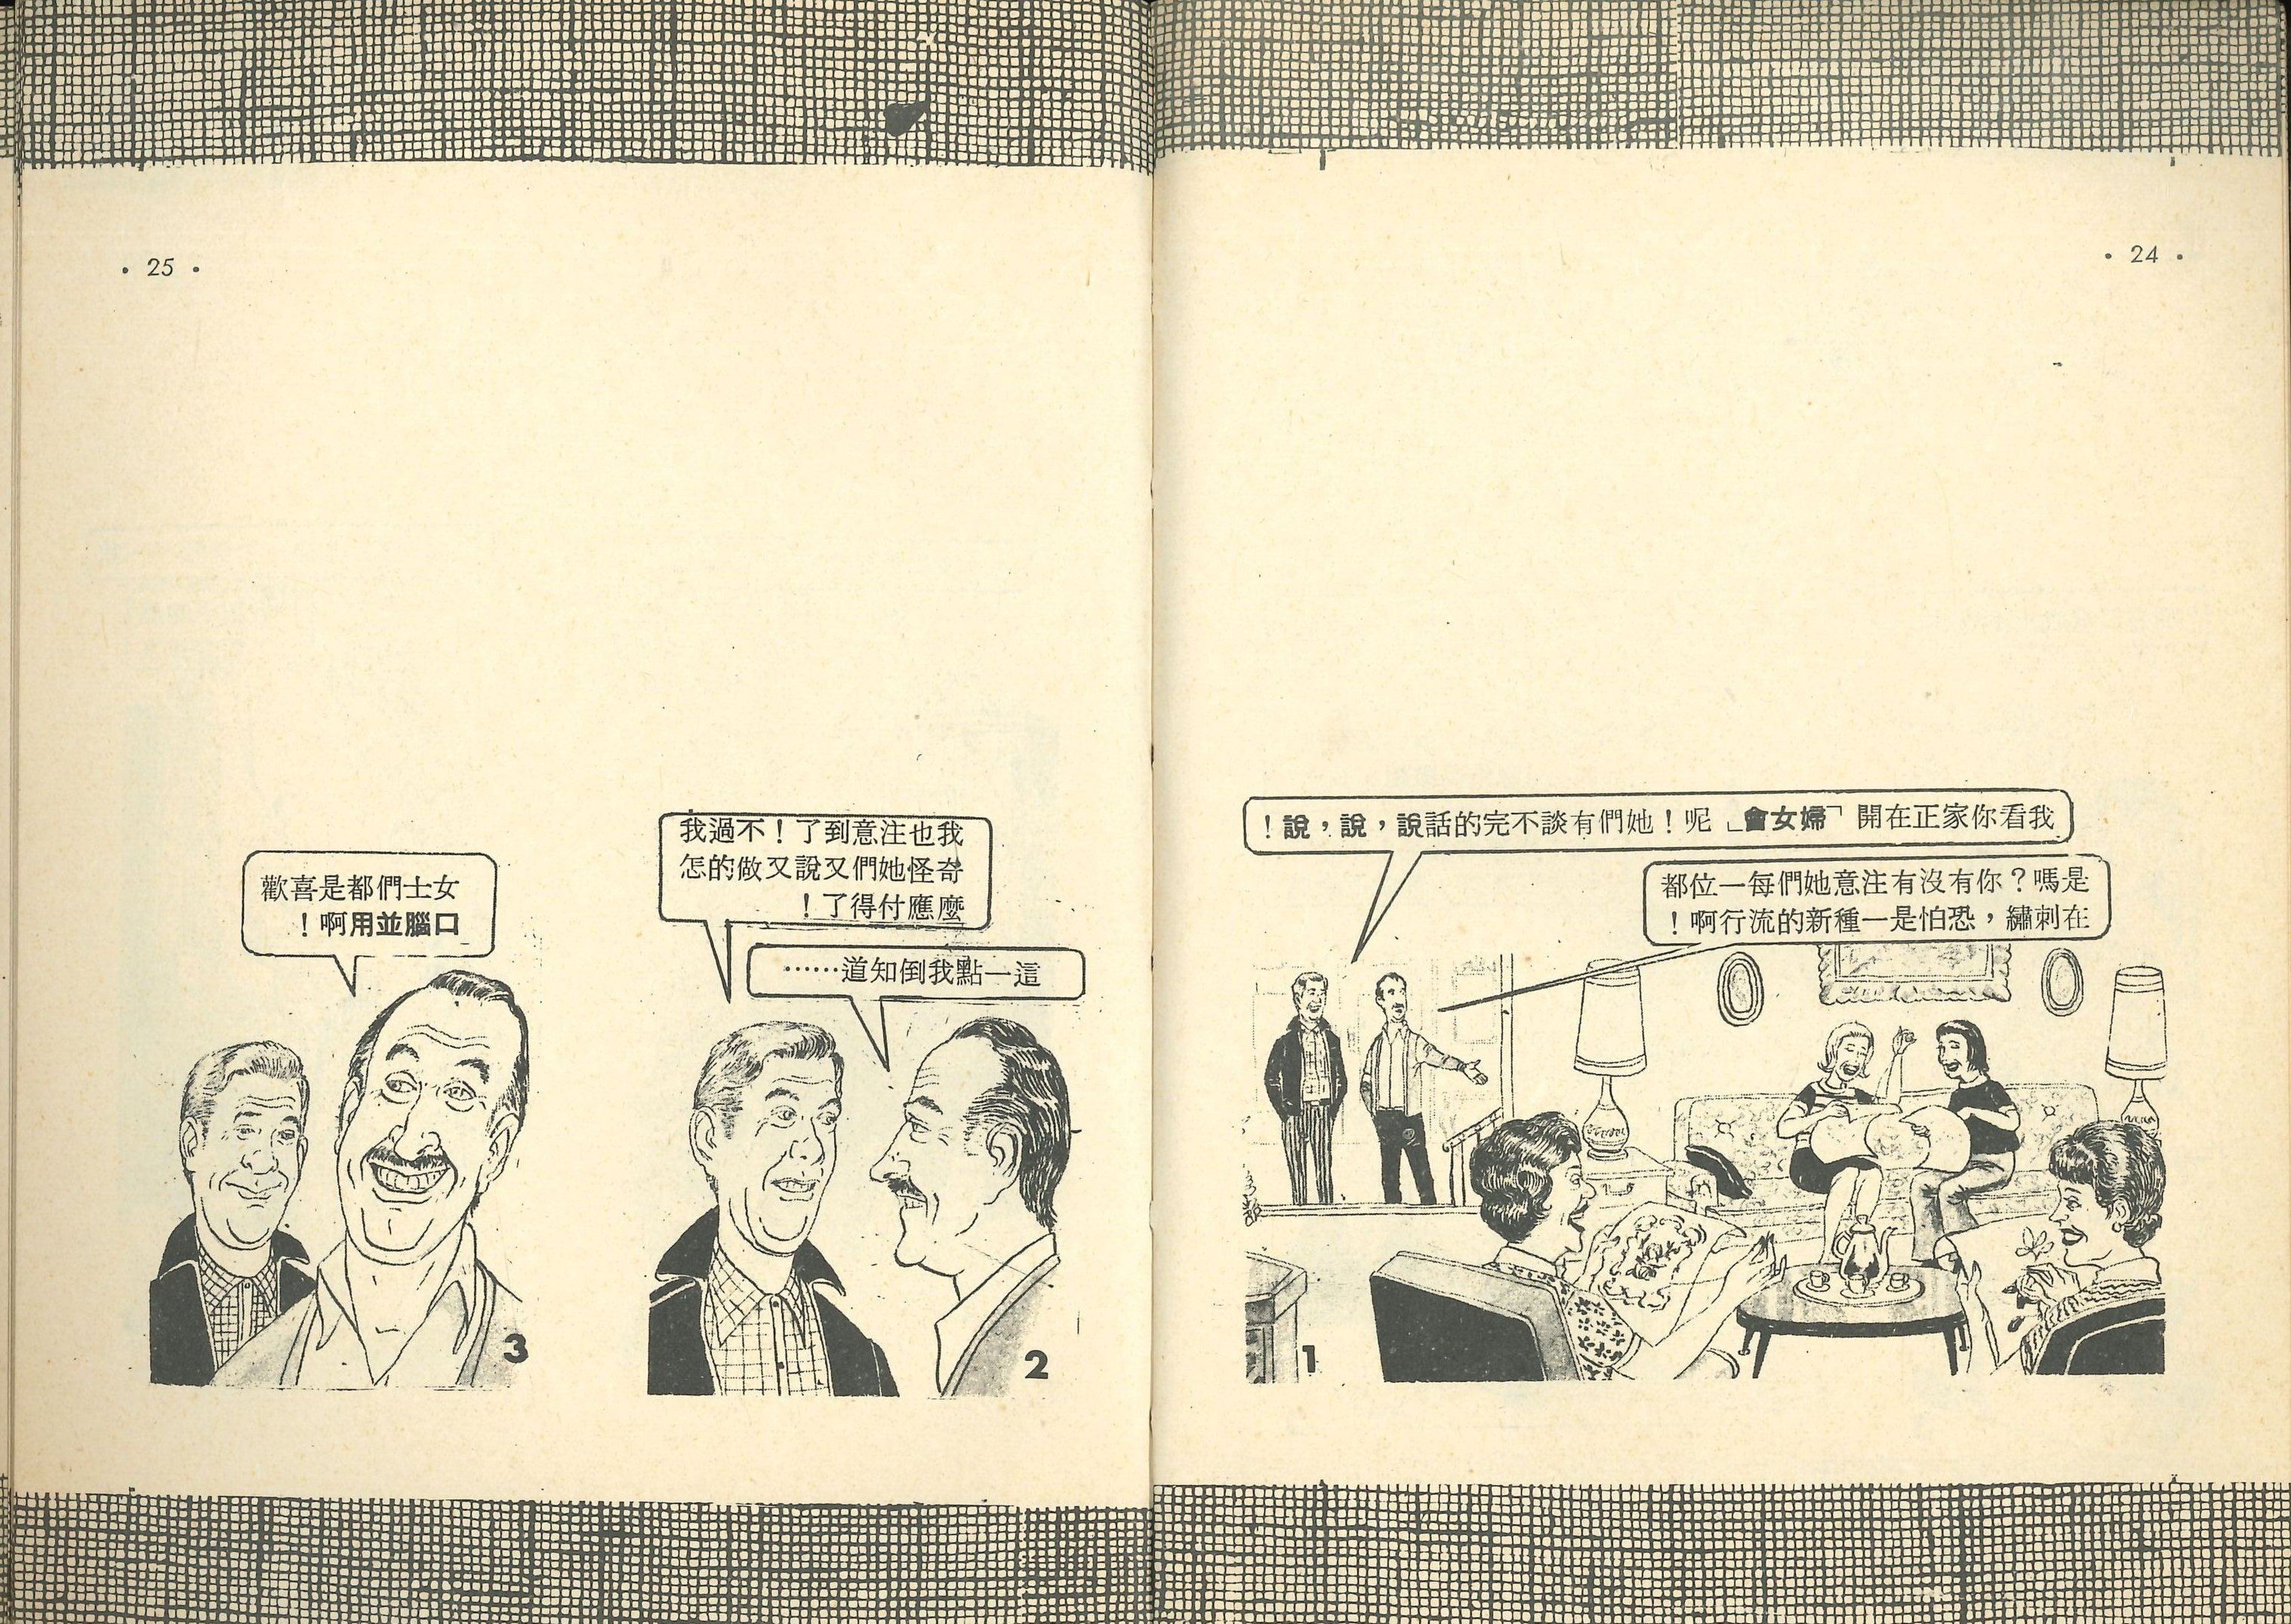 24
我看你家正在開「婦女會」呢！她們有談不完的話說，說，說！
是嗎？你有沒有注意她們每一位都
在刺繡，恐怕是一種新的流行啊！
1
25
我也注意到了！不過我
奇怪她們又說又做的怎
麼應付得了！
這一點我倒知道……
2
女士們都是喜歡
口腦並用啊！
3